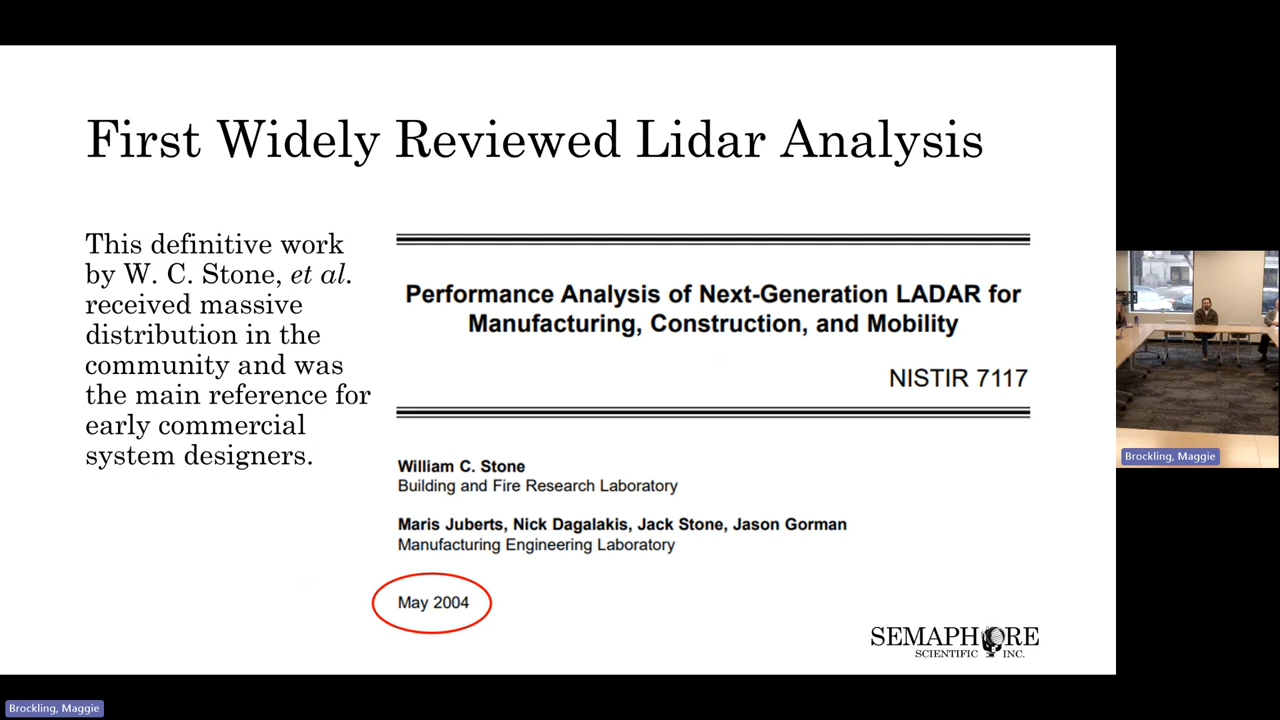 First Widely Reviewed Lidar Analysis
This definitive work
by W. C. Stone, et al.
received massive
distribution in the
community and was
the main reference for
early commercial
system designers.
Performance Analysis of Next-Generation LADAR for
Manufacturing, Construction, and Mobility
NISTIR 7117
William C. Stone
Building and Fire Research Laboratory
Maris Juberts, Nick Dagalakis, Jack Stone, Jason Gorman
Manufacturing Engineering Laboratory
May 2004
SEMAPHORE
SCIENTIFIC INC.
Brockling, Maggie
Brockling, Maggie